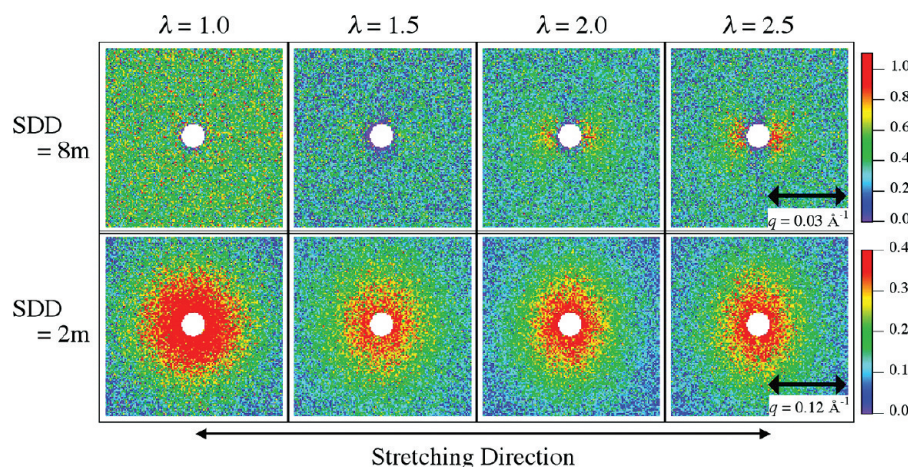 λ = 1.0 λ = 1.5 λ = 2.0 λ = 2.5
SDD
= 8m
1.0
0.8
0.6
0.4
0.2
0.0
q = 0.03 Å⁻¹
SDD
= 2m
0.4
0.3
0.2
0.1
0.0
q = 0.12 Å⁻¹
Stretching Direction